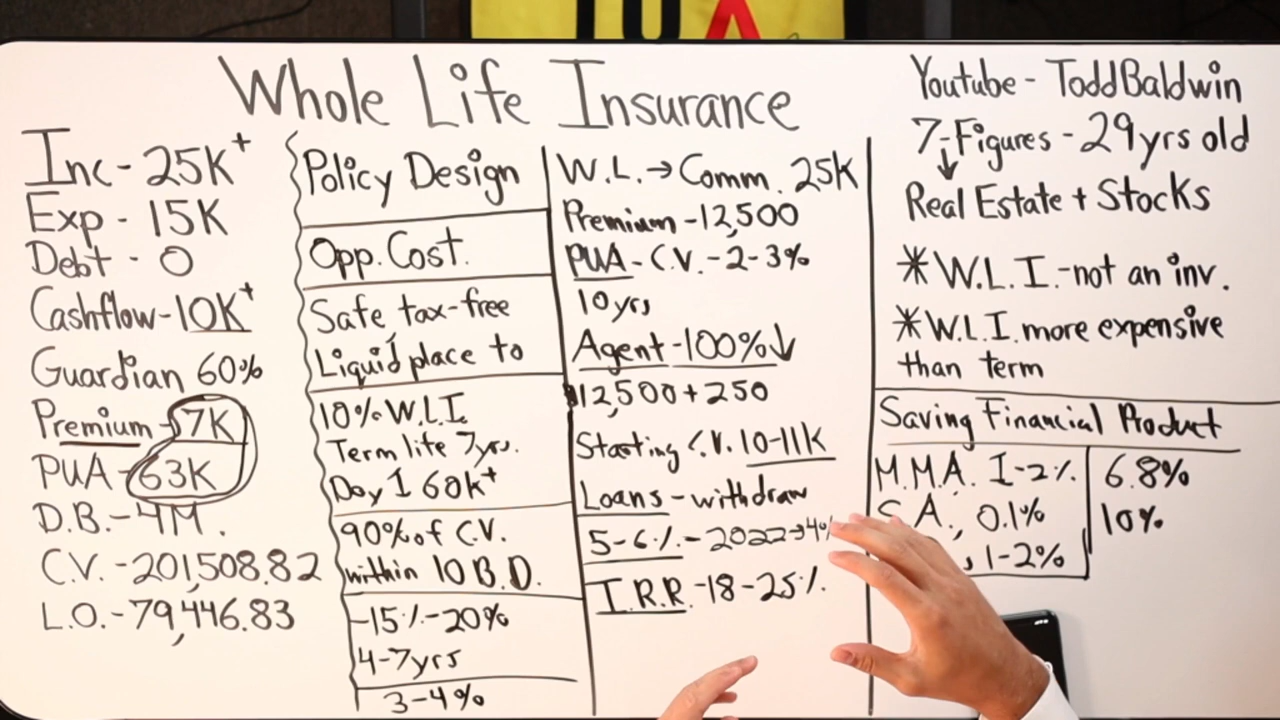 Whole Life Insurance
Inc - 25K+
Exp - 15K
Debt - 0
Cashflow - 10K+
Guardian 60%
Premium - 7K
PUA - 63K
D.B. - 4M.
C.V. - 201,508.82
L.O. - 79,446.83
Policy Design
Opp. Cost.
Safe, tax-free
Liquid place to
10% W.L.I.
Term life 7yrs.
Day 1 60k+
90% of C.V.
within 10 B.D.
-15% - 20%
4-7yrs
3-4%
W.L. → Comm. 25K
Premium - 12,500
PUA - C.V. - 2-3%
10yrs
Agent - 100% ↓
12,500 + 250
Starting C.V. 10-11k
Loans - withdraw
5-6% - 2022 → 4%
I.R.R. - 18-25%
Youtube - ToddBaldwin
7-Figures - 29yrs old
↓
Real Estate + Stocks
* W.L.I. - not an inv.
* W.L.I. more expensive
than term
Saving Financial Product
M.M.A. 1-2%
S.A., 0.1%
, 1-2%
6.8%
10%